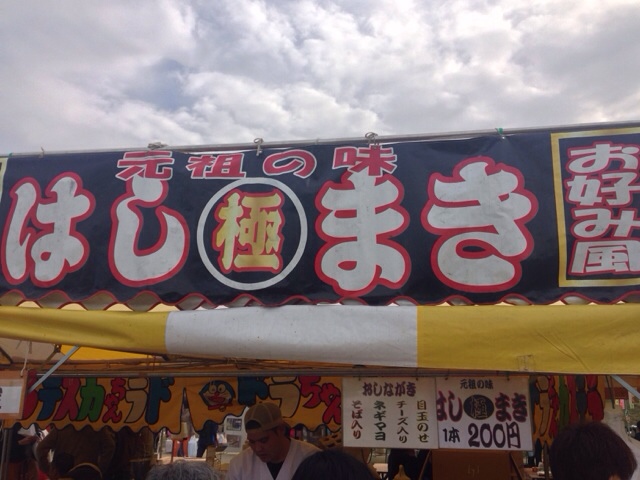 元祖の味
はし極まき
お好み風
おしながき
目玉のせ
チーズ入り
ネギマヨ
そば入り
元祖の味
はし極まき
1本200円